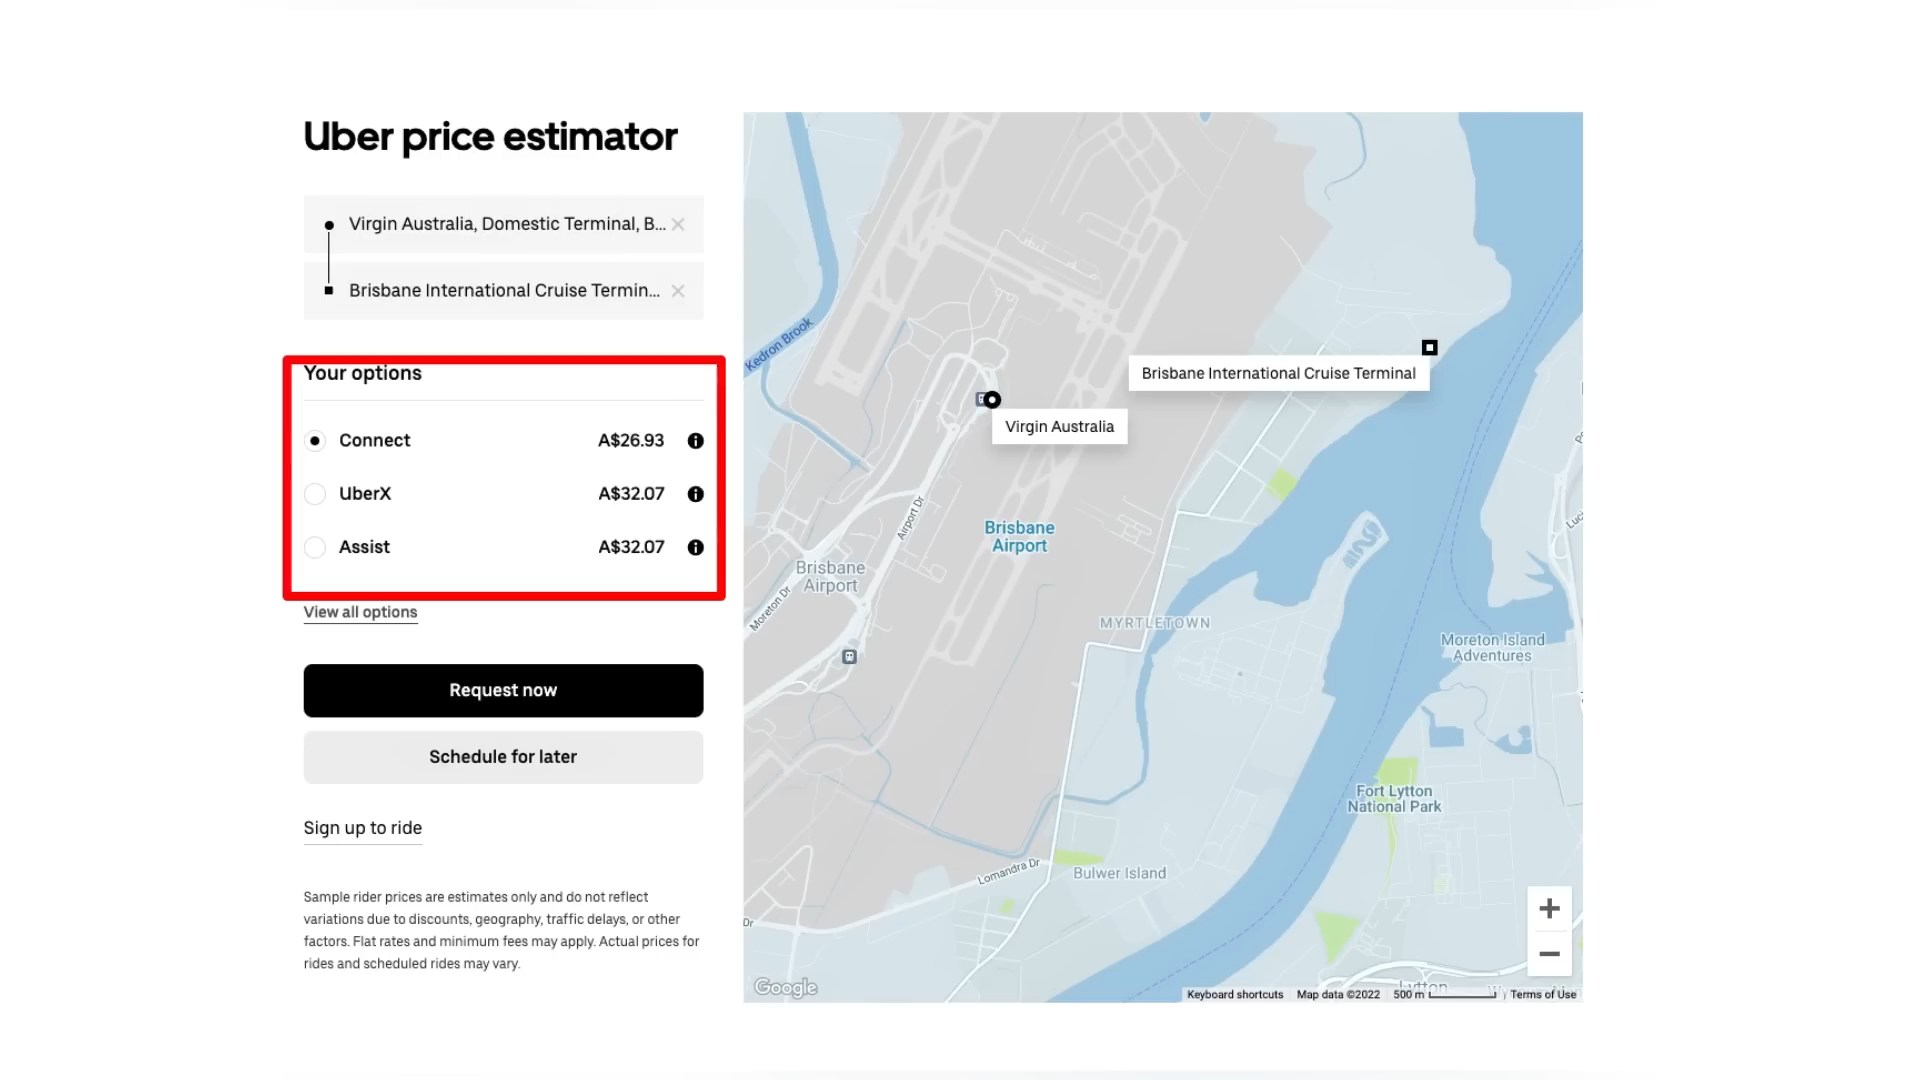 Uber price estimator
Virgin Australia, Domestic Terminal, B...
Brisbane International Cruise Termin...
Your options
Connect A$26.93
UberX A$32.07
Assist A$32.07
View all options
Request now
Schedule for later
Sign up to ride
Sample rider prices are estimates only and do not reflect
variations due to discounts, geography, traffic delays, or other
factors. Flat rates and minimum fees may apply. Actual prices for
rides and scheduled rides may vary.
Kedron Brook
Brisbane International Cruise Terminal
Virgin Australia
Airport Dr
Brisbane
Airport
Brisbane
Airport
Moreton Dr
MYRTLETOWN
Moreton Island
Adventures
Fort Lytton
National Park
Lomandra Dr
Bulwer Island
Dr
Lytton
Google
Keyboard shortcuts Map data ©2022 500 m Terms of Use